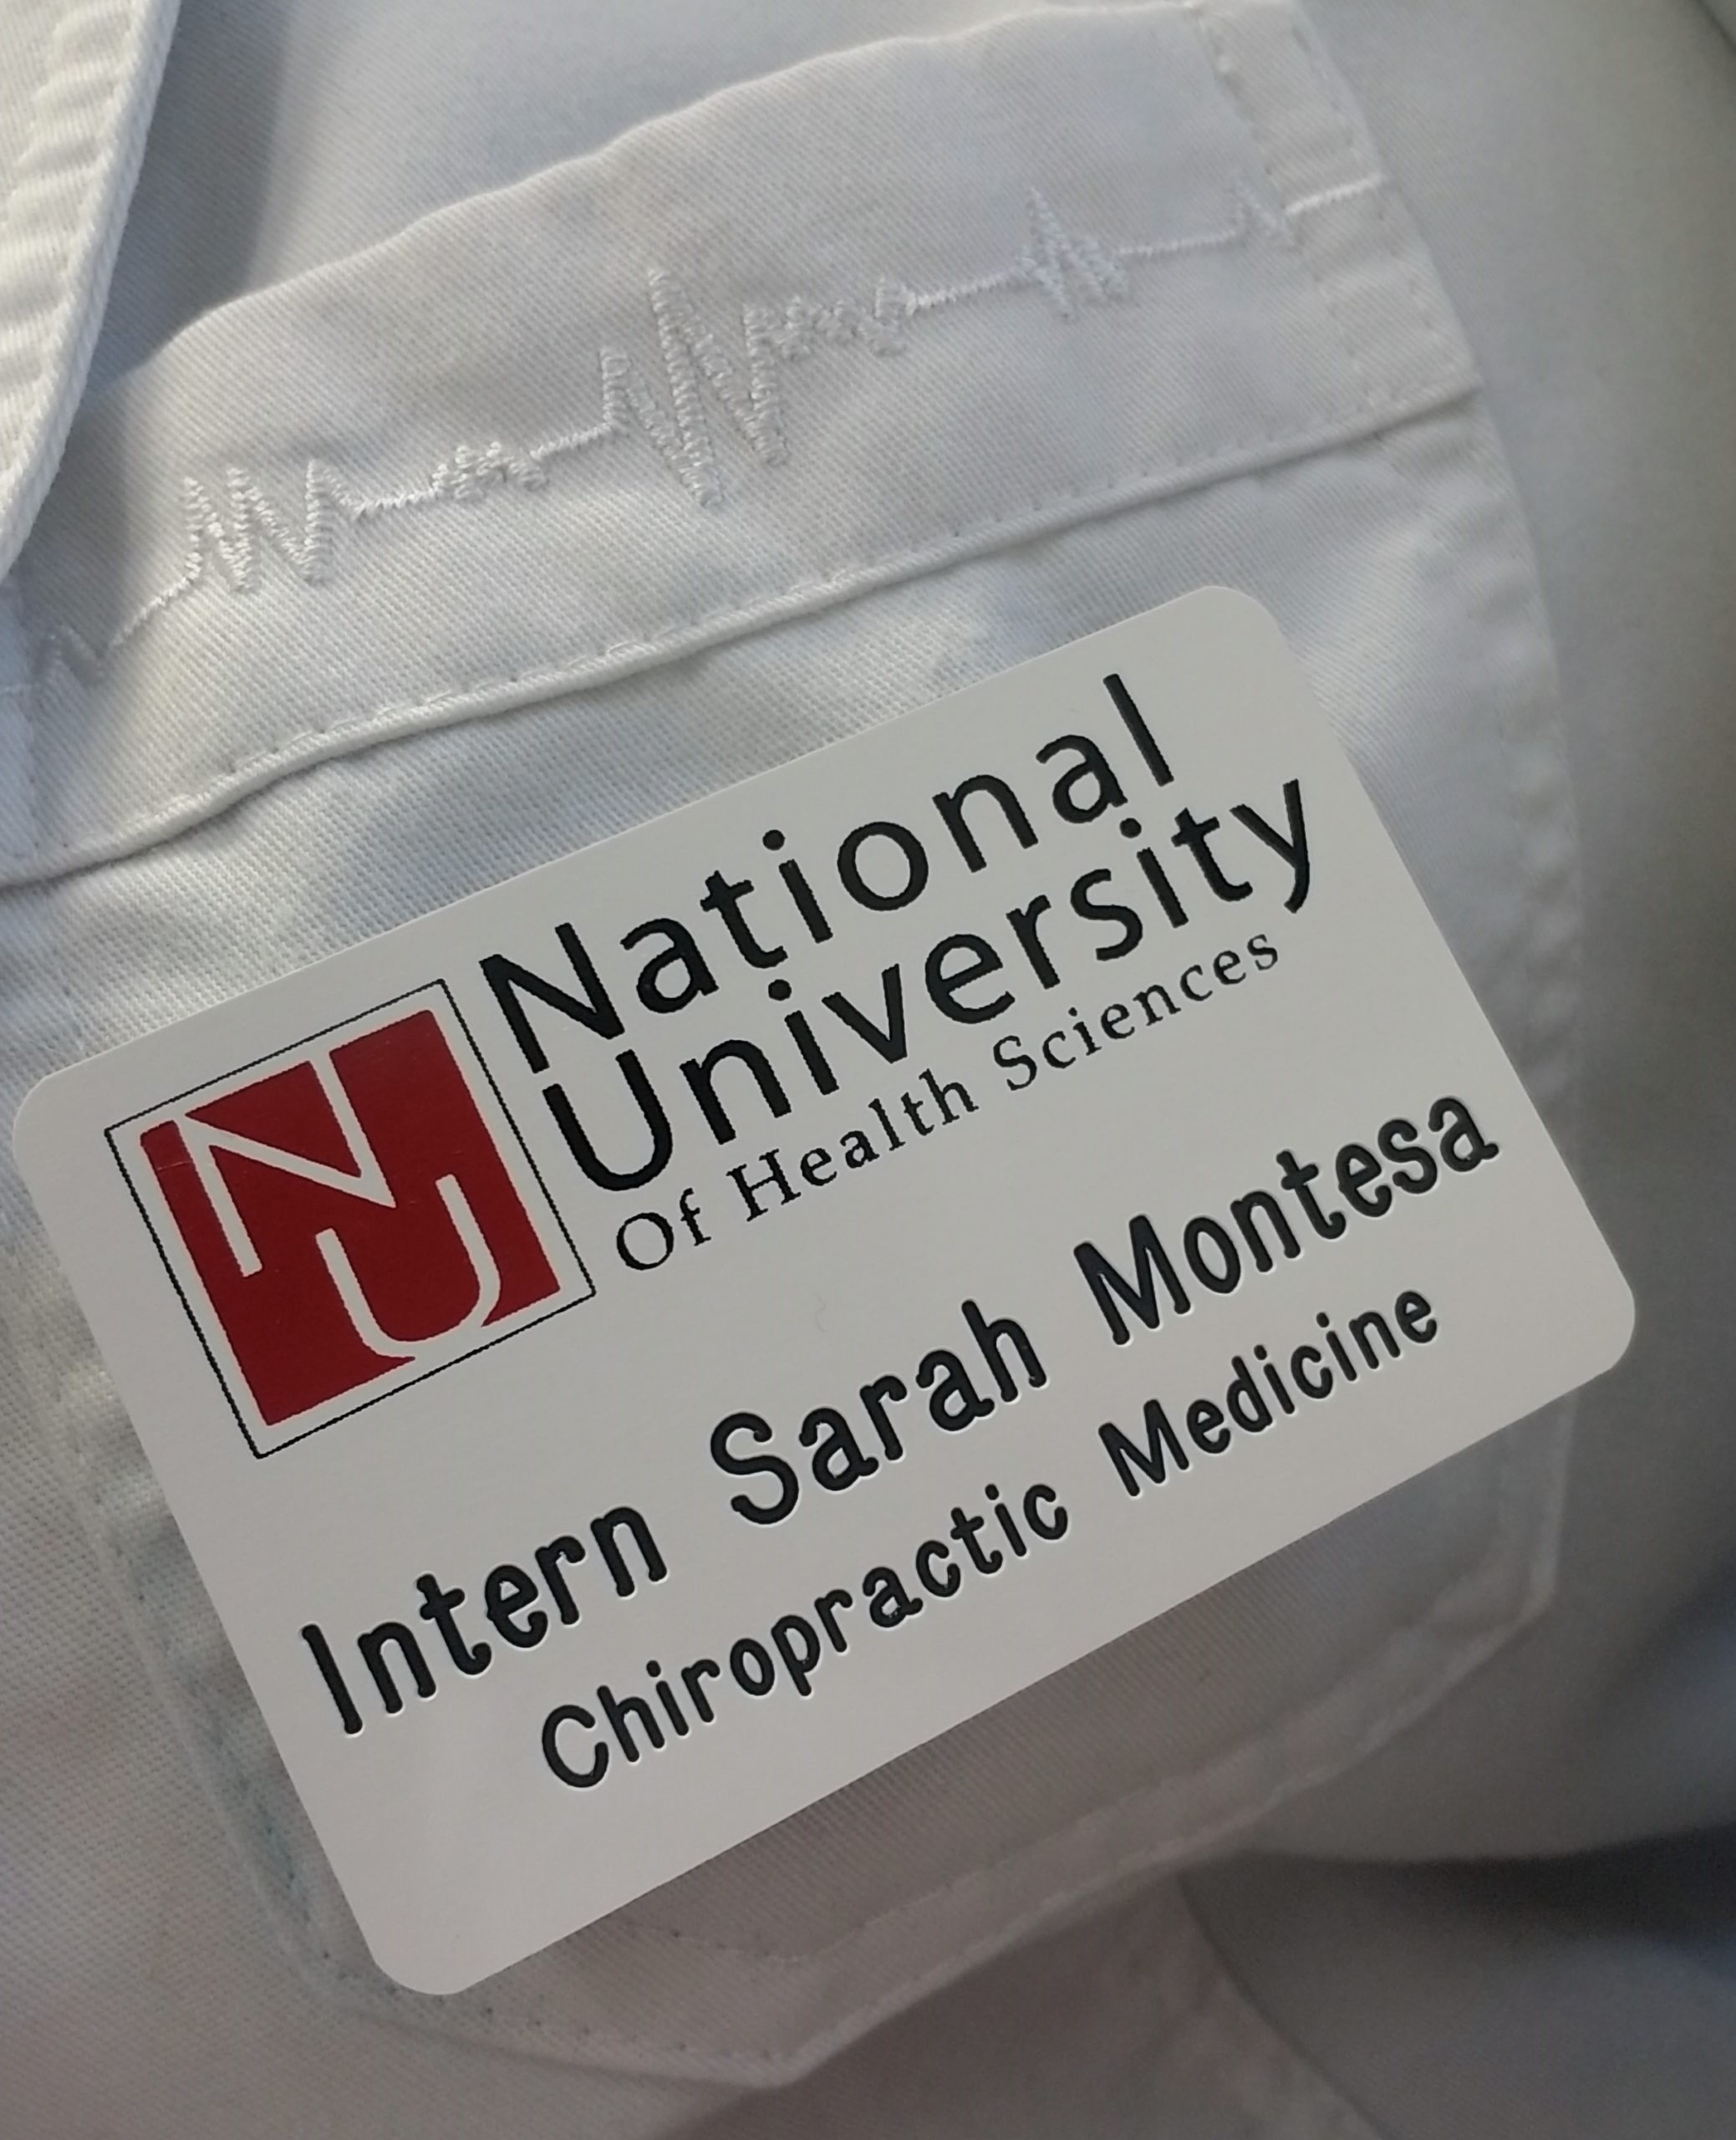 NU
National
University
Of Health Sciences
Intern Sarah Montesa
Chiropractic Medicine